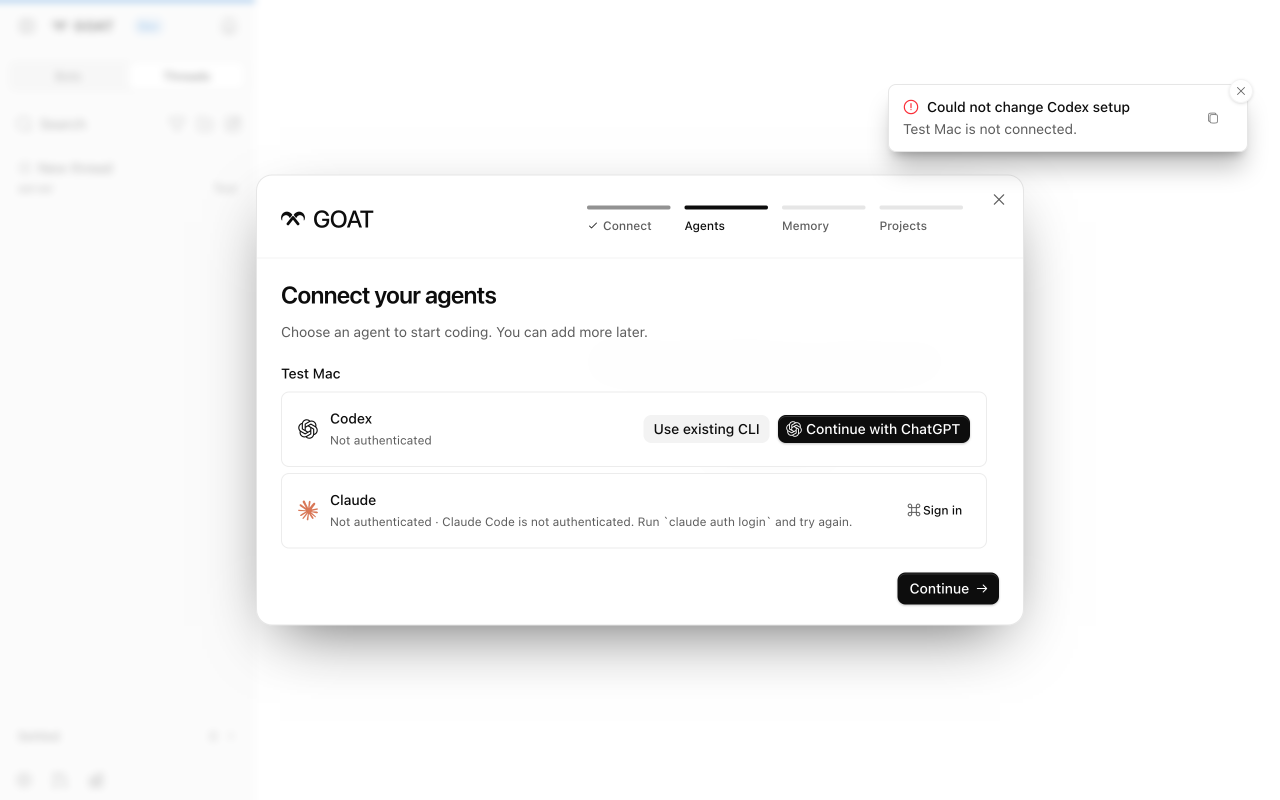 Could not change Codex setup
Test Mac is not connected.
GOAT
Connect
Agents
Memory
Projects
Connect your agents
Choose an agent to start coding. You can add more later.
Test Mac
Codex
Not authenticated
Use existing CLI
Continue with ChatGPT
Claude
Not authenticated · Claude Code is not authenticated. Run `claude auth login` and try again.
Sign in
Continue